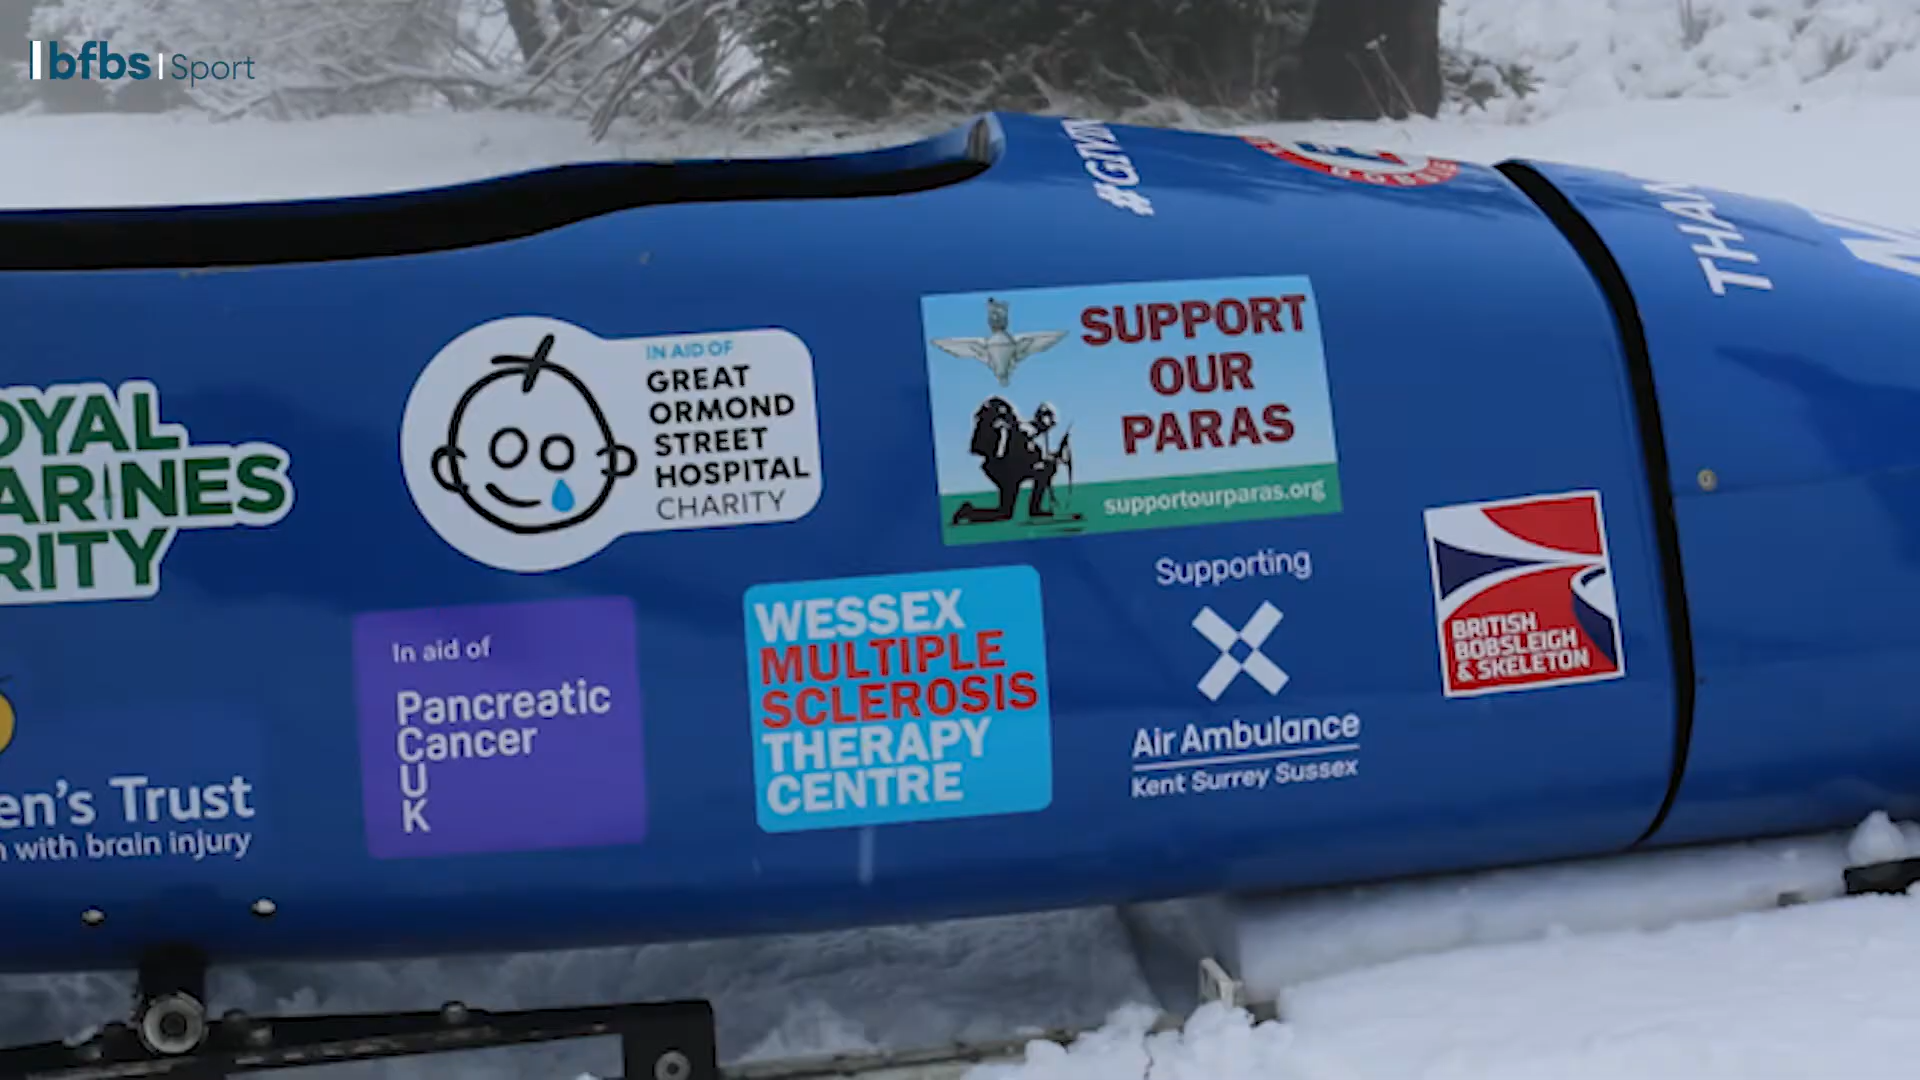 bfbs | Sport
THAN
IN AID OF
GREAT
ORMOND
STREET
HOSPITAL
CHARITY
SUPPORT
OUR
PARAS
supportourparas.org
OYAL
ARINES
RITY
In aid of
Pancreatic
Cancer
U
K
WESSEX
MULTIPLE
SCLEROSIS
THERAPY
CENTRE
Supporting
Air Ambulance
Kent Surrey Sussex
BRITISH
BOBSLEIGH
& SKELETON
en's Trust
with brain injury